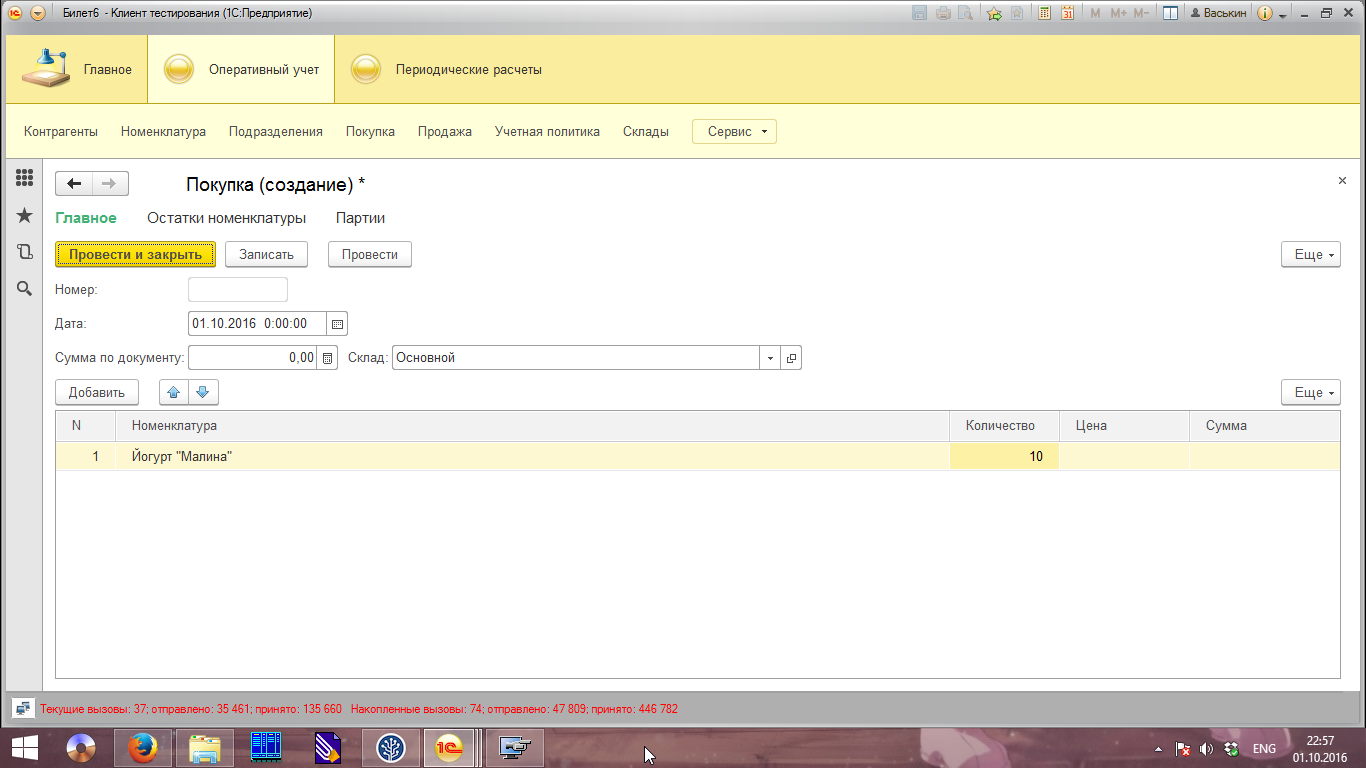 Билет6 - Клиент тестирования (1С:Предприятие)
31 M M+ M− Васькин i
Главное Оперативный учет Периодические расчеты
Контрагенты Номенклатура Подразделения Покупка Продажа Учетная политика Склады Сервис
Покупка (создание) *
Главное Остатки номенклатуры Партии
Провести и закрыть Записать Провести Еще
Номер:
Дата: 01.10.2016 0:00:00
Сумма по документу: 0,00 Склад: Основной
Добавить Еще
N Номенклатура Количество Цена Сумма
1 Йогурт "Малина" 10
Текущие вызовы: 37; отправлено: 35 461; принято: 135 660 Накопленные вызовы: 74; отправлено: 47 809; принято: 446 782
1С ENG 22:57
01.10.2016